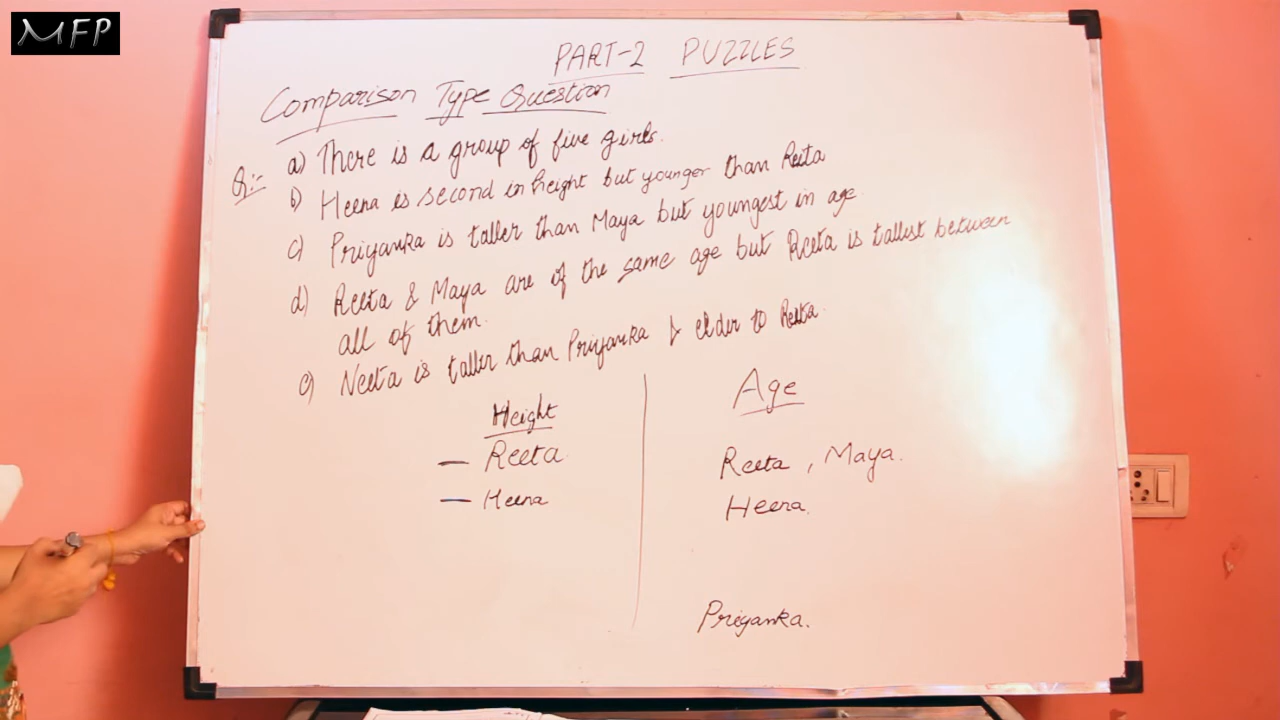 MFP
PART-2 PUZZLES
Comparison Type Question
Q:- a) There is a group of five girls.
b) Heena is second in height but younger than Reeta
c) Priyanka is taller than Maya but youngest in age.
d) Reeta & Maya are of the same age but Reeta is tallest between
all of them.
e) Neeta is taller than Priyanka & elder to Reeta.
Height
Age
— Reeta.
Reeta, Maya.
— Heena
Heena.
Priyanka.